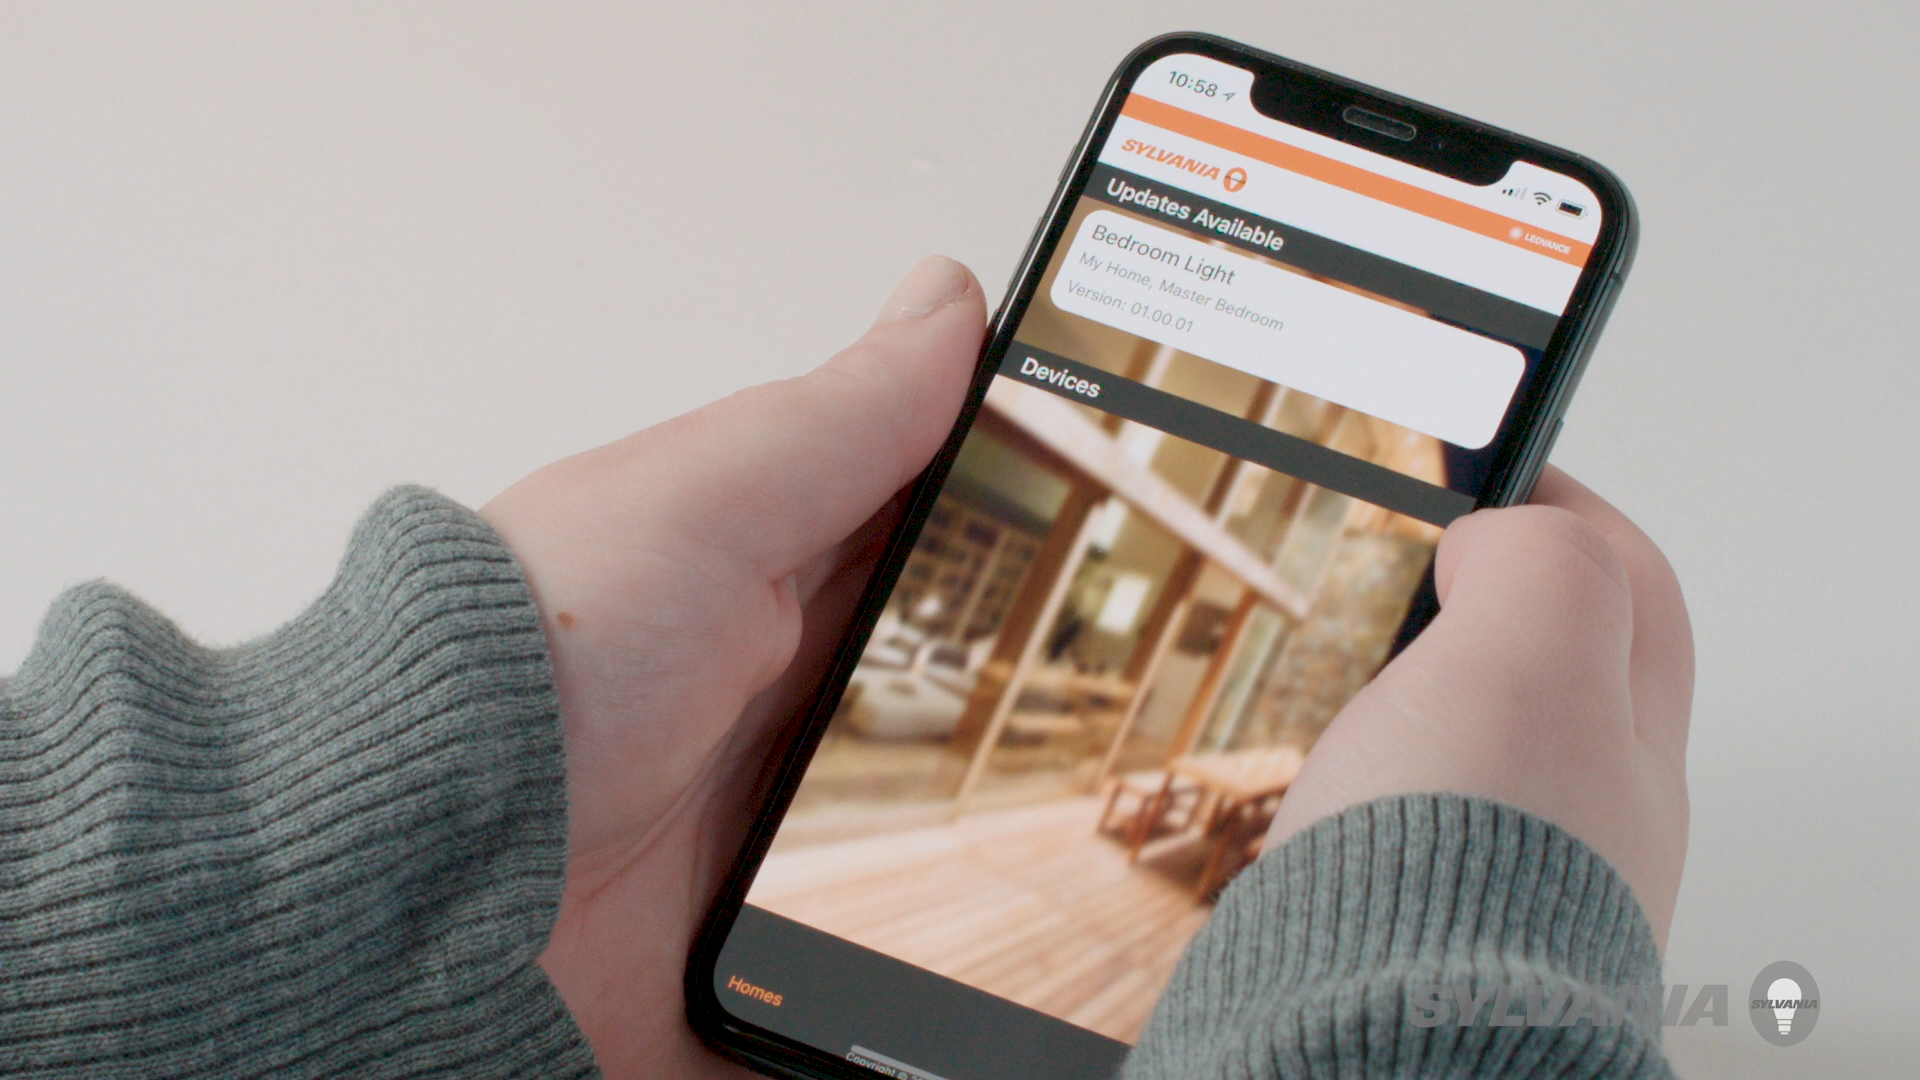 10:58
SYLVANIA
LEDVANCE
Updates Available
Bedroom Light
My Home, Master Bedroom
Version: 01.00.01
Devices
Homes
Copyright ©
SYLVANIA
SYLVANIA